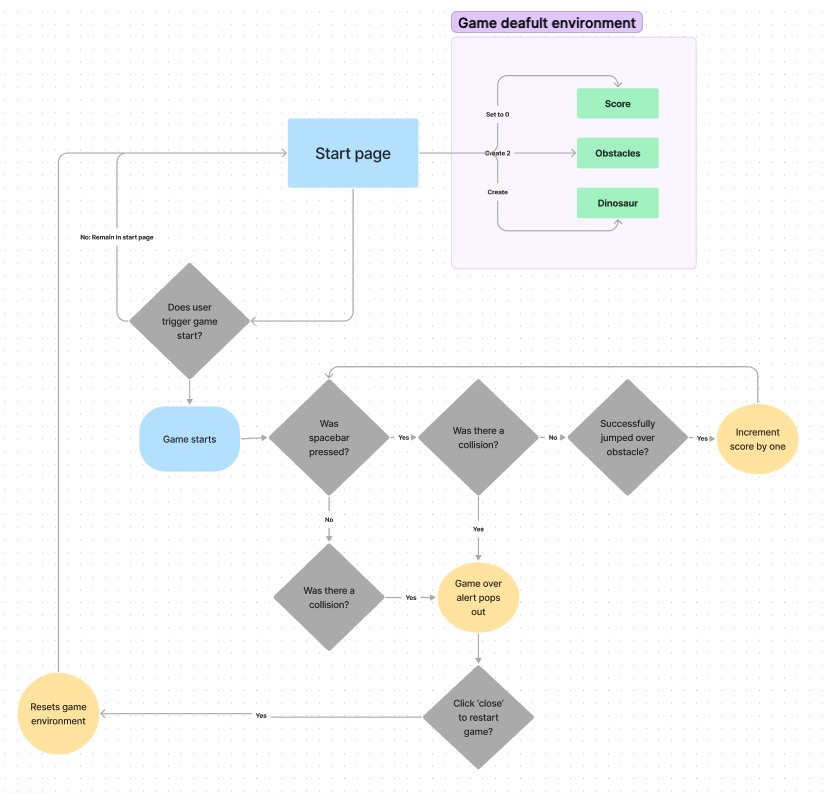 Game deafult environment
Score
Set to 0
Start page
Create 2
Obstacles
Create
Dinosaur
No: Remain in start page
Does user
trigger game
start?
Game starts
Was
spacebar
pressed?
Yes
Was there a
collision?
No
Successfully
jumped over
obstacle?
Yes
Increment
score by one
No
Yes
Was there a
collision?
Yes
Game over
alert pops
out
Resets game
environment
Yes
Click ‘close’
to restart
game?